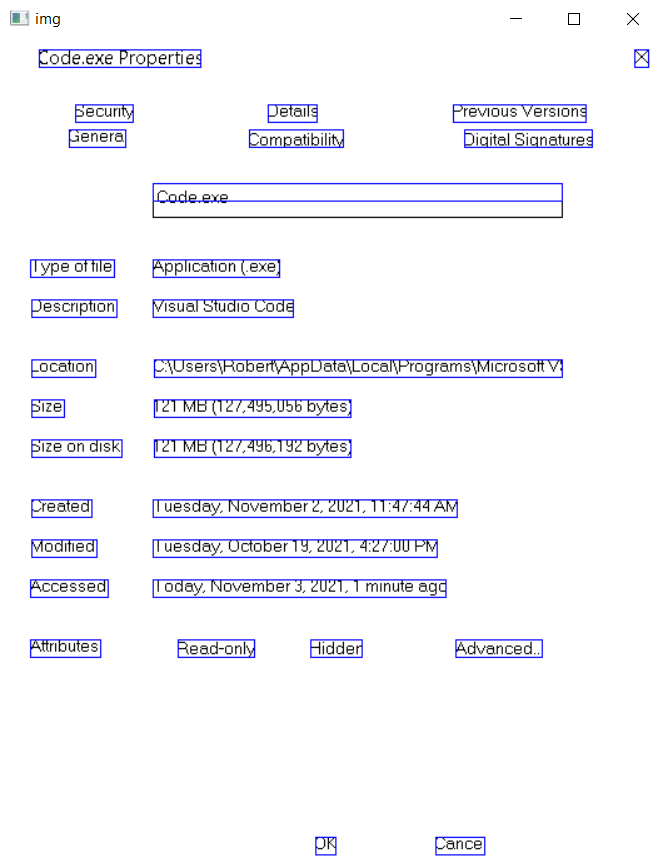 img
Code.exe Properties
Security Details Previous Versions
General Compatibility Digital Signatures
Code.exe
Type of file Application (.exe)
Description Visual Studio Code
Location C:\Users\Robert\AppData\Local\Programs\Microsoft VS
Size 121 MB (127,495,056 bytes)
Size on disk 121 MB (127,496,192 bytes)
Created Tuesday, November 2, 2021, 11:47:44 AM
Modified Tuesday, October 19, 2021, 4:27:00 PM
Accessed Today, November 3, 2021, 1 minute ago
Attributes Read-only Hidden Advanced...
OK Cancel